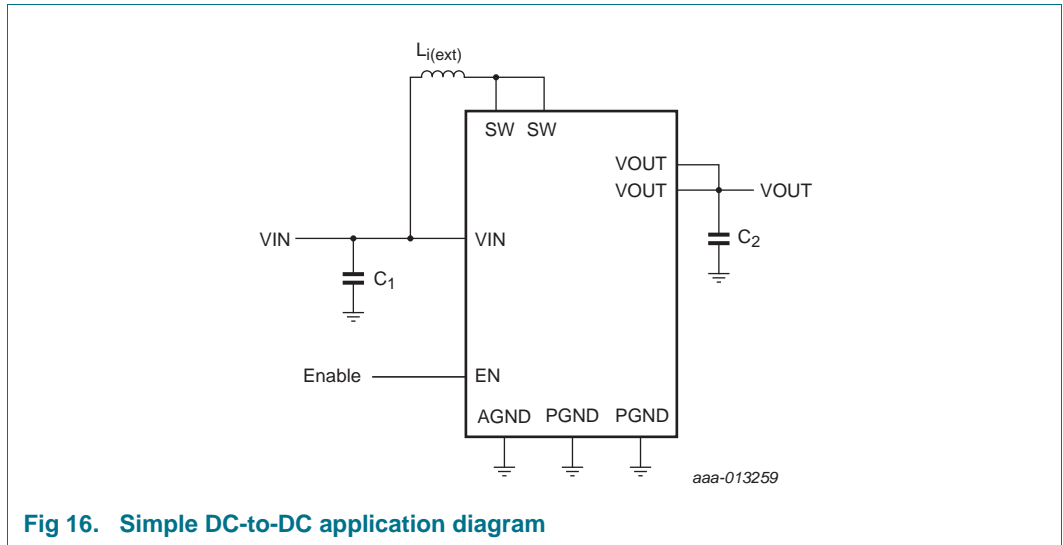 Li(ext)
SW SW
VOUT
VOUT VOUT
VIN VIN
C2
C1
Enable EN
AGND PGND PGND
aaa-013259
Fig 16. Simple DC-to-DC application diagram